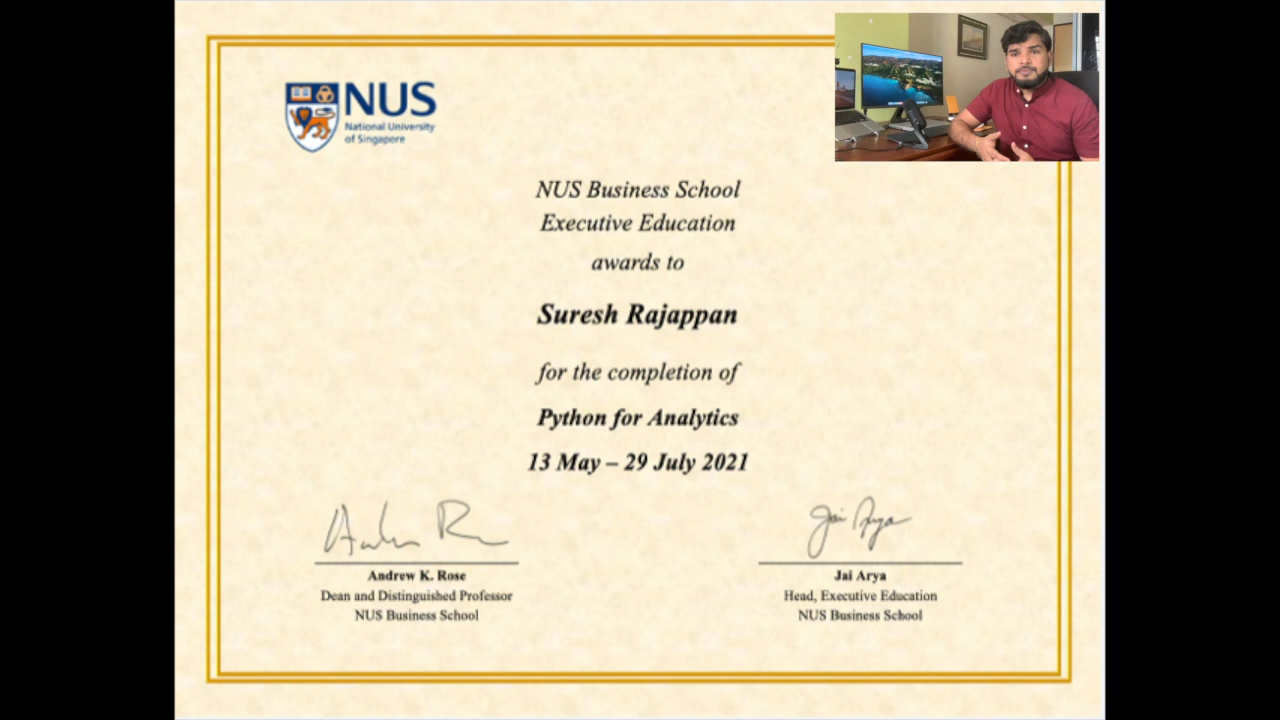 NUS
National University
of Singapore
NUS Business School
Executive Education
awards to
Suresh Rajappan
for the completion of
Python for Analytics
13 May – 29 July 2021
Andrew K. Rose
Dean and Distinguished Professor
NUS Business School
Jai Arya
Head, Executive Education
NUS Business School